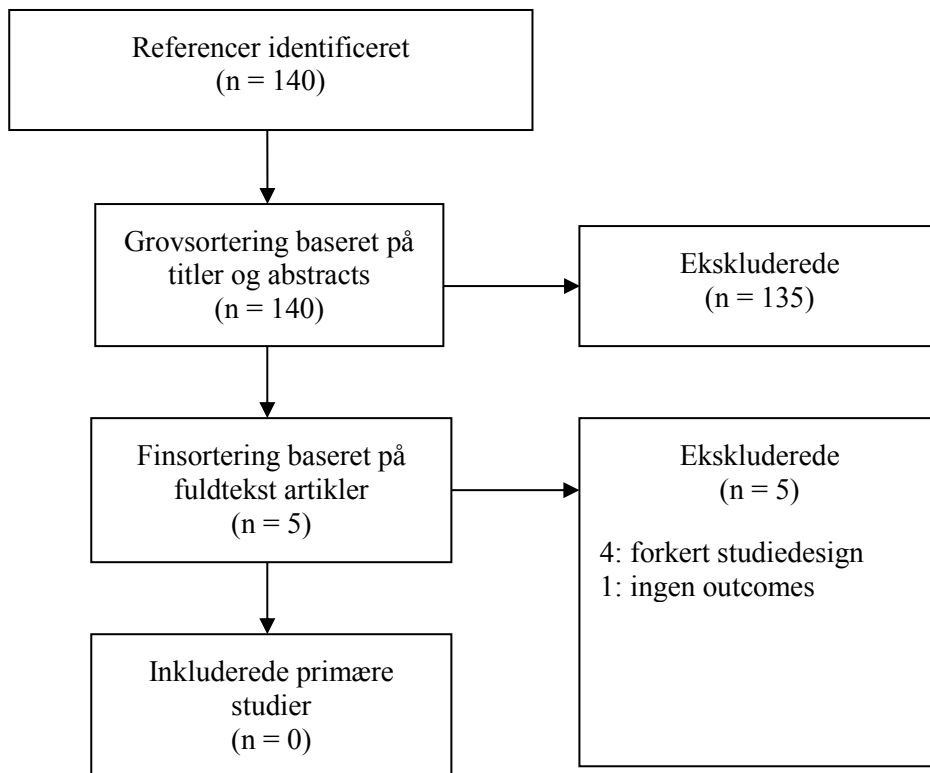 Referencer identificeret
(n = 140)
Grovsortering baseret på
titler og abstracts
(n = 140)
Ekskluderede
(n = 135)
Finsortering baseret på
fuldtekst artikler
(n = 5)
Ekskluderede
(n = 5)
4: forkert studiedesign
1: ingen outcomes
Inkluderede primære
studier
(n = 0)